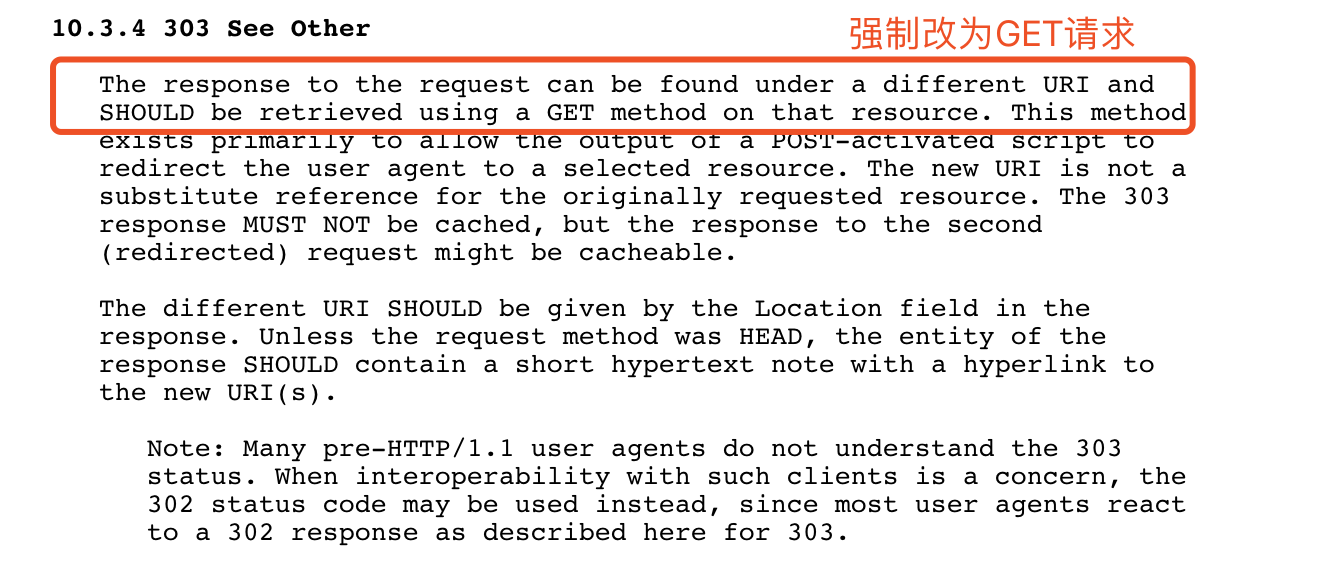 10.3.4 303 See Other
强制改为GET请求
The response to the request can be found under a different URI and
SHOULD be retrieved using a GET method on that resource. This method
exists primarily to allow the output of a POST-activated script to
redirect the user agent to a selected resource. The new URI is not a
substitute reference for the originally requested resource. The 303
response MUST NOT be cached, but the response to the second
(redirected) request might be cacheable.
The different URI SHOULD be given by the Location field in the
response. Unless the request method was HEAD, the entity of the
response SHOULD contain a short hypertext note with a hyperlink to
the new URI(s).
Note: Many pre-HTTP/1.1 user agents do not understand the 303
status. When interoperability with such clients is a concern, the
302 status code may be used instead, since most user agents react
to a 302 response as described here for 303.